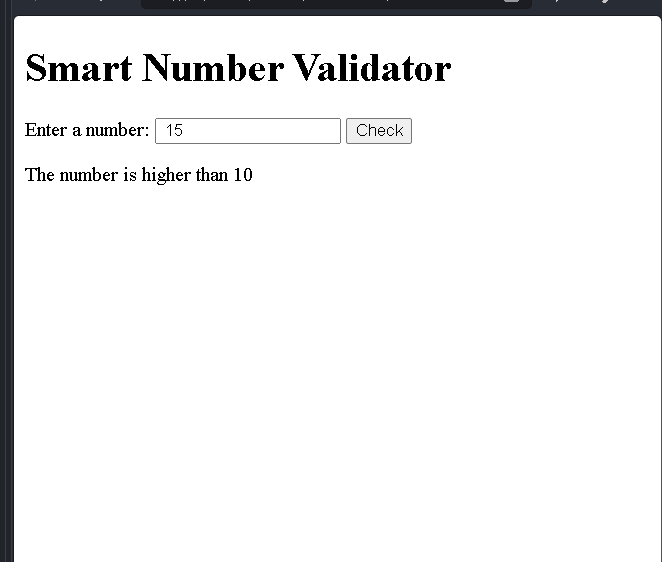 Smart Number Validator
Enter a number: 15 Check
The number is higher than 10